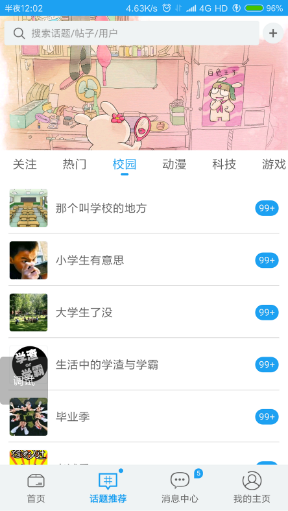 半夜12:02 4.63K/s 4G HD 96%
搜索话题/帖子/用户
关注 热门 校园 动漫 科技 游戏
那个叫学校的地方 99+
小学生有意思 99+
大学生了没 99+
学渣
学霸
生活中的学渣与学霸 99+
毕业季 99+
首页 话题推荐 消息中心 5 我的主页